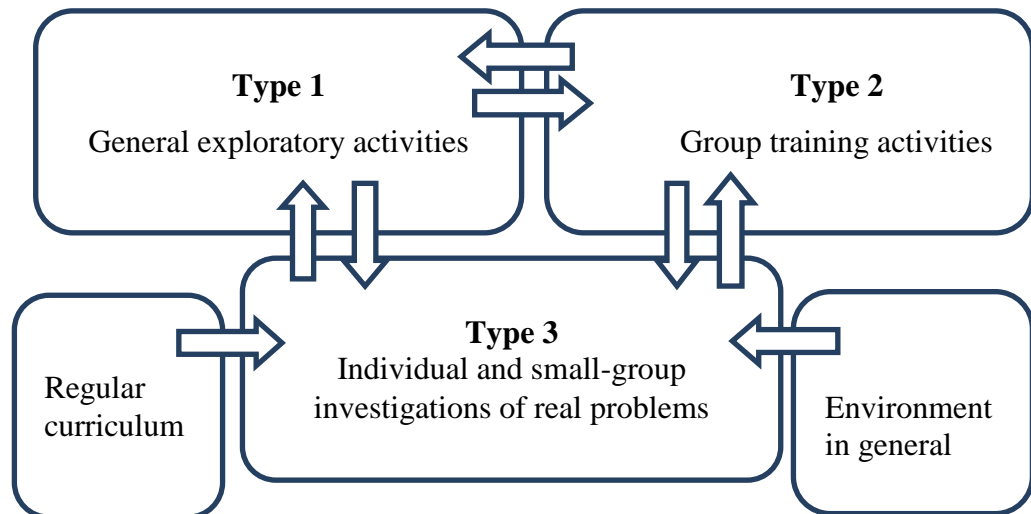 Type 1
General exploratory activities
Type 2
Group training activities
Type 3
Individual and small-group
investigations of real problems
Regular
curriculum
Environment
in general